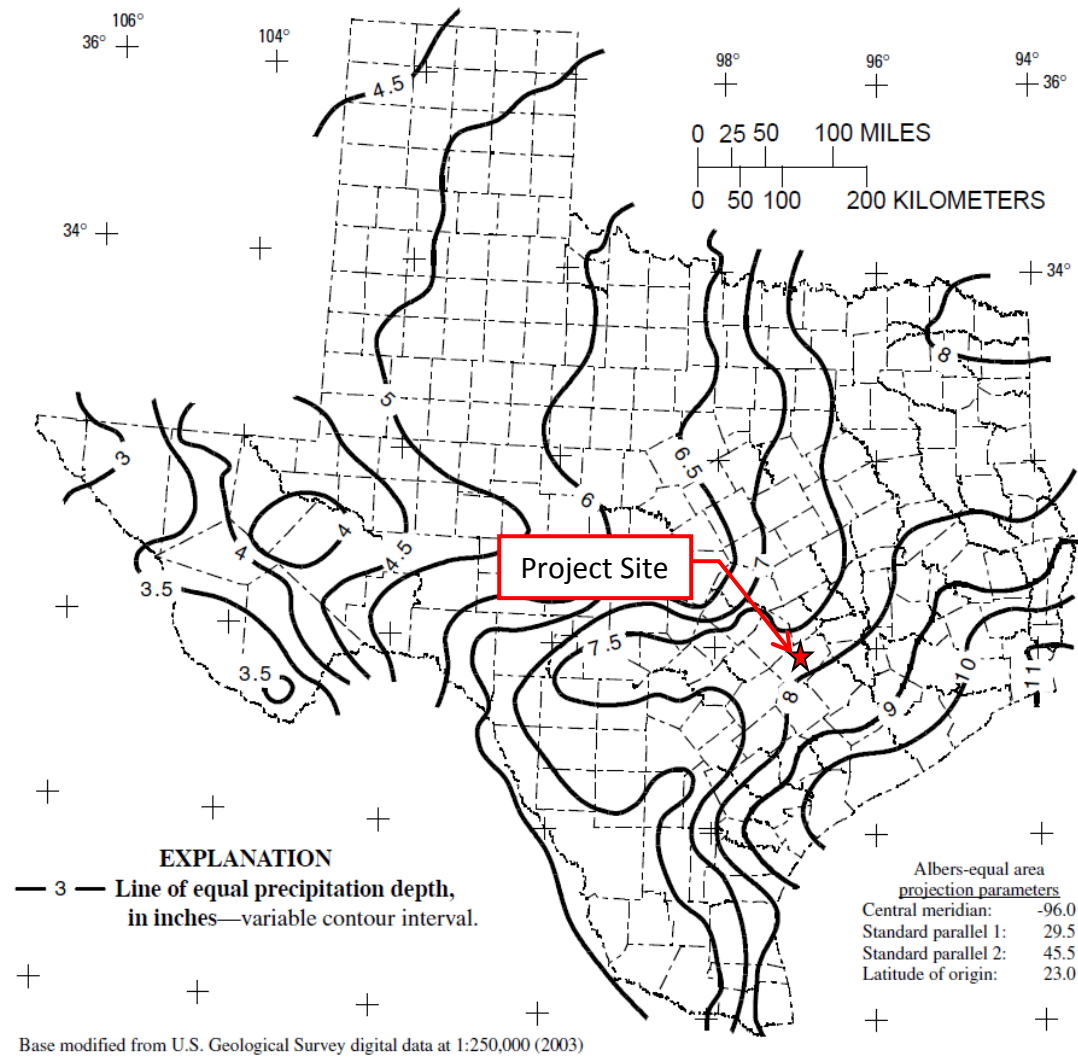 106°
36°
104°
98°
96°
94°
36°
4.5
0 25 50 100 MILES
0 50 100 200 KILOMETERS
34°
34°
8
5
3
6.5
6
4
4
4.5
Project Site
7
3.5
7.5
3.5
10
11
8
9
EXPLANATION
3 Line of equal precipitation depth,
in inches—variable contour interval.
Albers-equal area
projection parameters
Central meridian: -96.0
Standard parallel 1: 29.5
Standard parallel 2: 45.5
Latitude of origin: 23.0
Base modified from U.S. Geological Survey digital data at 1:250,000 (2003)